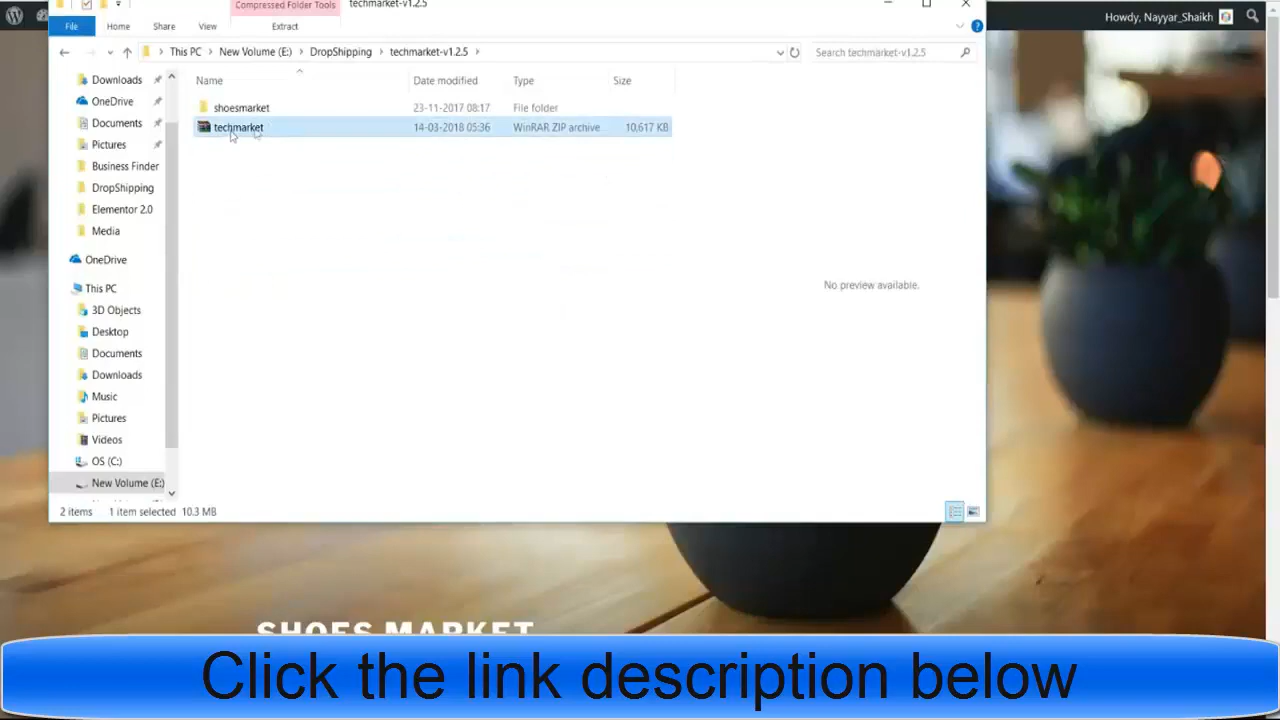 Compressed Folder Tools
techmarket-v1.2.5
Howdy, Nayyar_Shaikh
File
Home
Share
View
Extract
This PC
New Volume (E:)
DropShipping
techmarket-v1.2.5
Search techmarket-v1.2.5
Name
Date modified
Type
Size
shoesmarket
23-11-2017 08:17
File folder
techmarket
14-03-2018 05:36
WinRAR ZIP archive
10,617 KB
Downloads
OneDrive
Documents
Pictures
Business Finder
DropShipping
Elementor 2.0
Media
OneDrive
This PC
3D Objects
Desktop
Documents
Downloads
Music
Pictures
Videos
OS (C:)
New Volume (E:)
No preview available.
2 items
1 item selected 10.3 MB
SHOES MARKET
Click the link description below